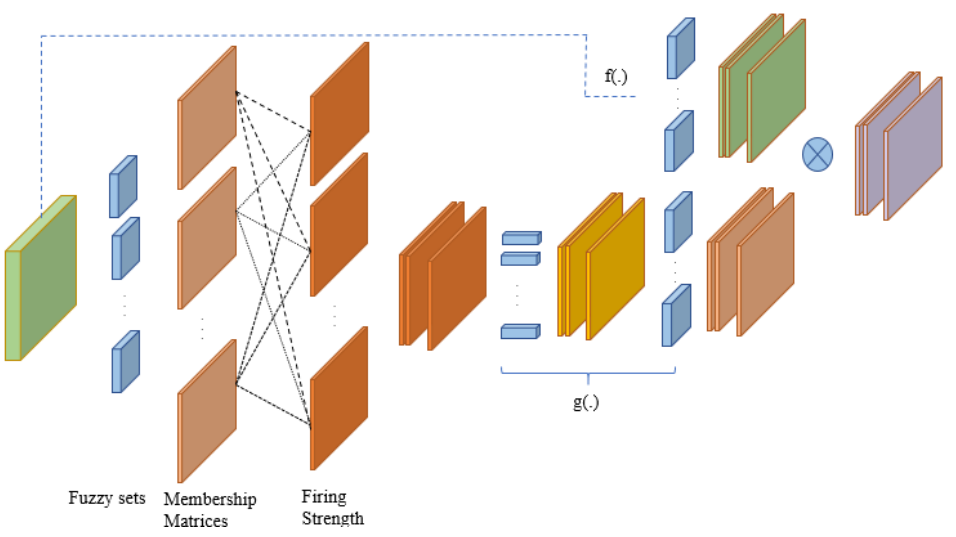 f(.)
g(.)
Fuzzy sets
Membership
Matrices
Firing
Strength